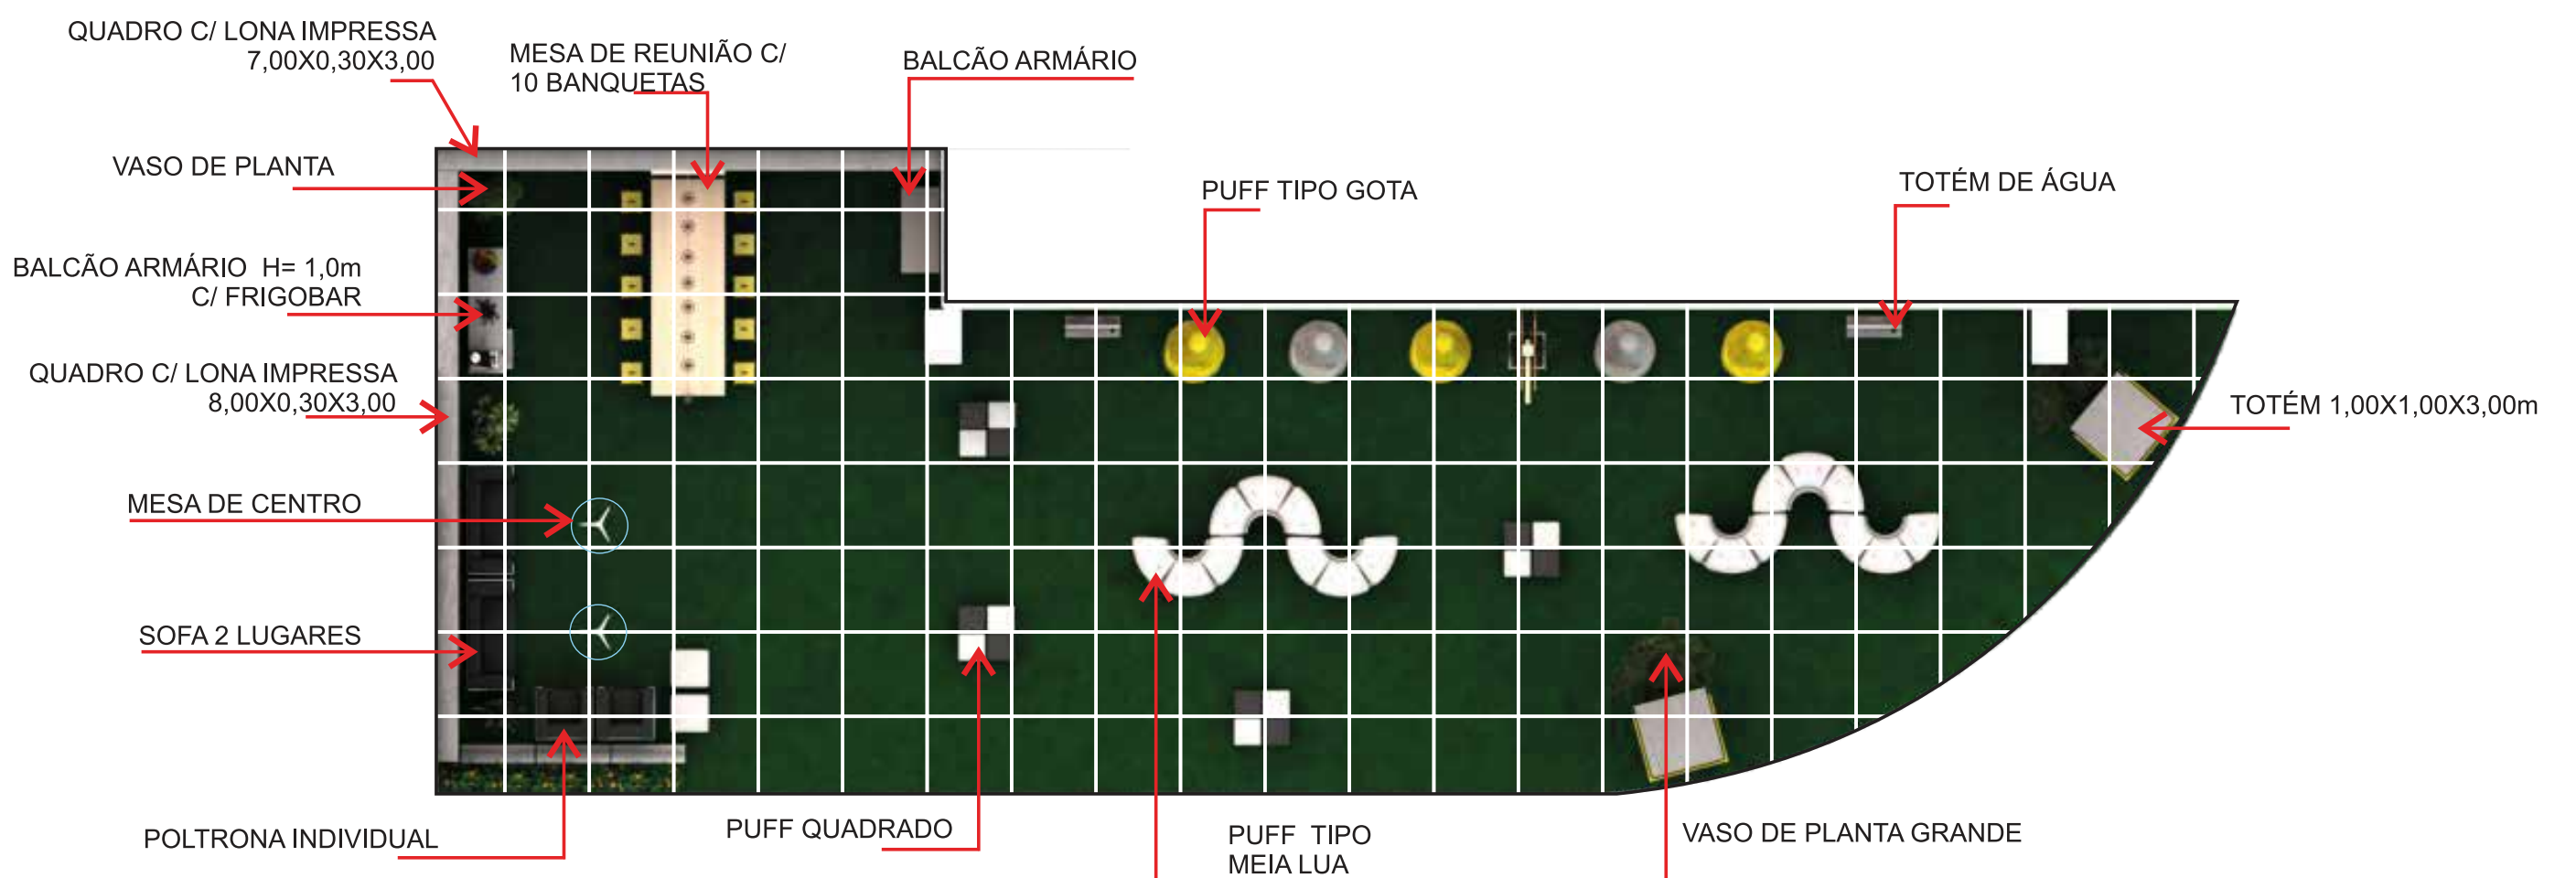 QUADRO C/ LONA IMPRESSA
7,00X0,30X3,00
MESA DE REUNIÃO C/
10 BANQUETAS
BALCÃO ARMÁRIO
VASO DE PLANTA
PUFF TIPO GOTA
TOTÉM DE ÁGUA
BALCÃO ARMÁRIO H= 1,0m
C/ FRIGOBAR
QUADRO C/ LONA IMPRESSA
8,00X0,30X3,00
TOTÉM 1,00X1,00X3,00m
MESA DE CENTRO
SOFA 2 LUGARES
POLTRONA INDIVIDUAL
PUFF QUADRADO
PUFF TIPO
MEIA LUA
VASO DE PLANTA GRANDE